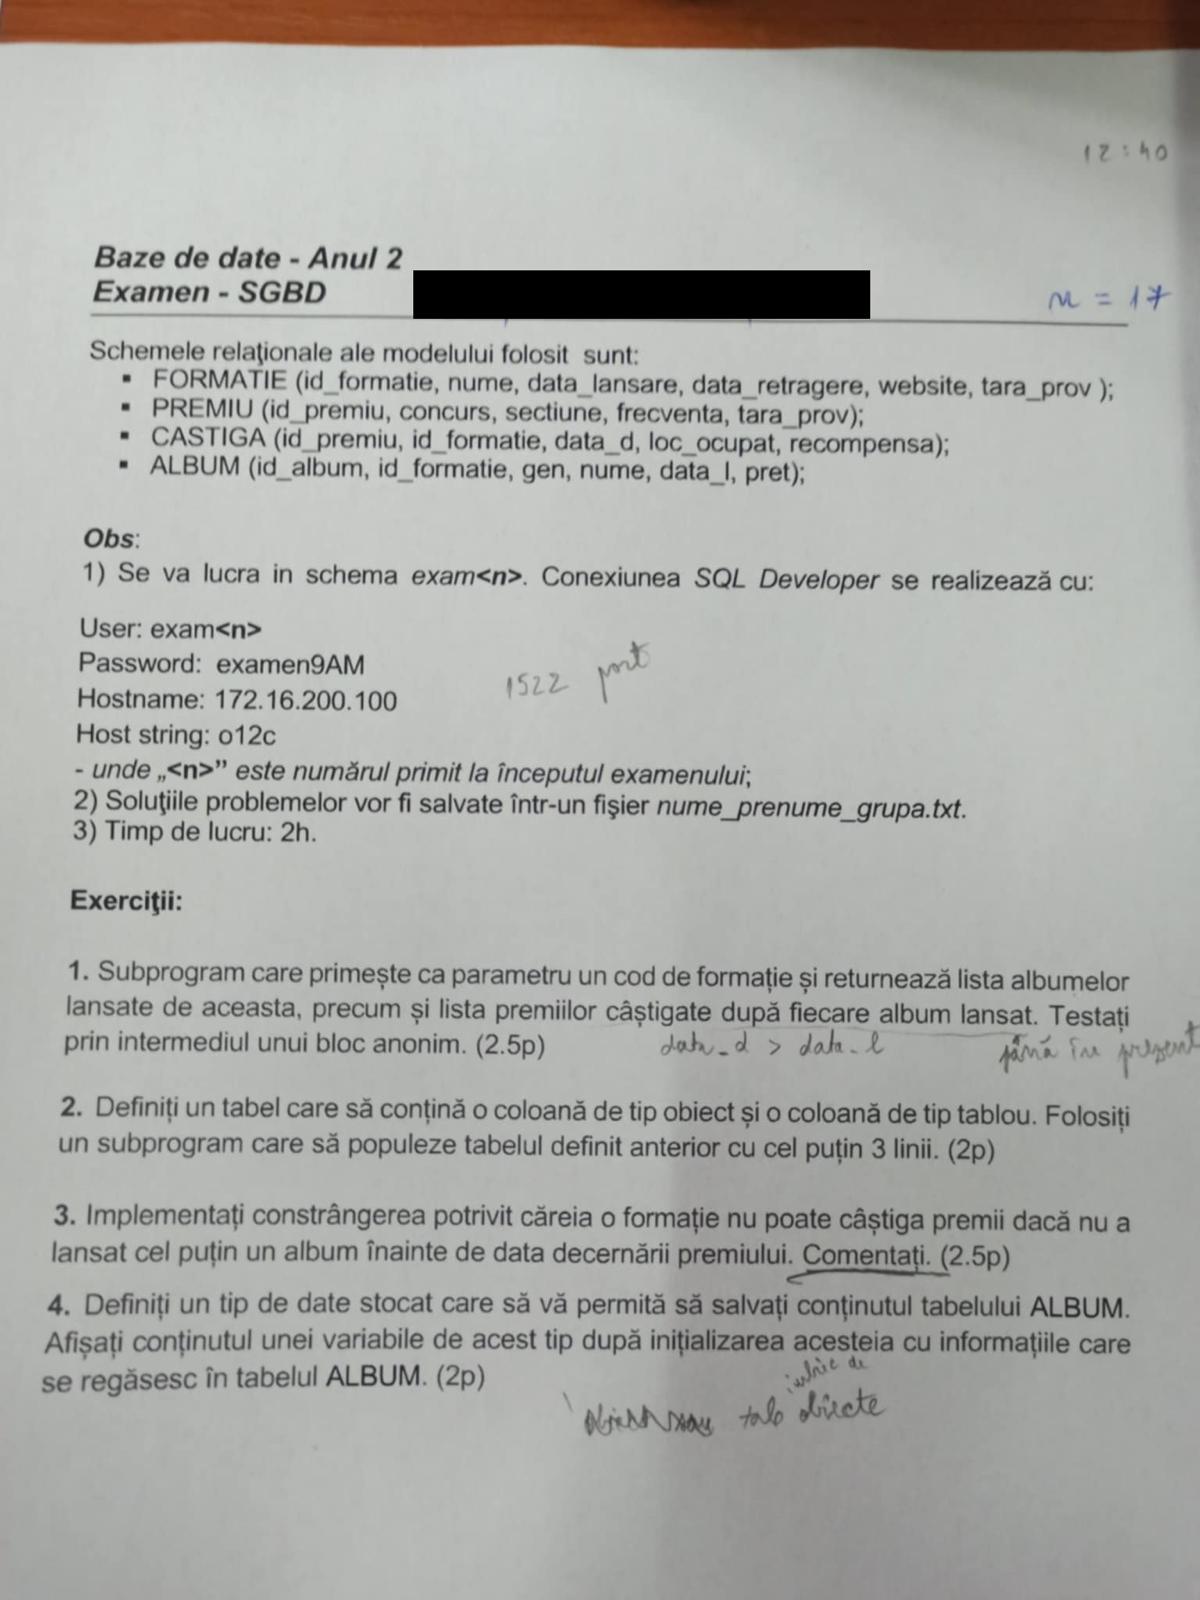 12:40
Baze de date - Anul 2
Examen - SGBD
n = 17
Schemele relaţionale ale modelului folosit sunt:
▪ FORMATIE (id_formatie, nume, data_lansare, data_retragere, website, tara_prov );
▪ PREMIU (id_premiu, concurs, sectiune, frecventa, tara_prov);
▪ CASTIGA (id_premiu, id_formatie, data_d, loc_ocupat, recompensa);
▪ ALBUM (id_album, id_formatie, gen, nume, data_l, pret);
Obs:
1) Se va lucra in schema exam<n>. Conexiunea SQL Developer se realizează cu:
User: exam<n>
Password: examen9AM
1522 port
Hostname: 172.16.200.100
Host string: o12c
- unde „<n>” este numărul primit la începutul examenului;
2) Soluţiile problemelor vor fi salvate într-un fişier nume_prenume_grupa.txt.
3) Timp de lucru: 2h.
Exerciţii:
1. Subprogram care primește ca parametru un cod de formație și returnează lista albumelor
lansate de aceasta, precum și lista premiilor câștigate după fiecare album lansat. Testați
prin intermediul unui bloc anonim. (2.5p)
data_d > data_l
până în prezent
2. Definiți un tabel care să conțină o coloană de tip obiect și o coloană de tip tablou. Folosiți
un subprogram care să populeze tabelul definit anterior cu cel puțin 3 linii. (2p)
3. Implementați constrângerea potrivit căreia o formație nu poate câștiga premii dacă nu a
lansat cel puțin un album înainte de data decernării premiului. Comentați. (2.5p)
4. Definiți un tip de date stocat care să vă permită să salvați conținutul tabelului ALBUM.
Afișați conținutul unei variabile de acest tip după inițializarea acesteia cu informațiile care
se regăsesc în tabelul ALBUM. (2p)
de
tab obiecte